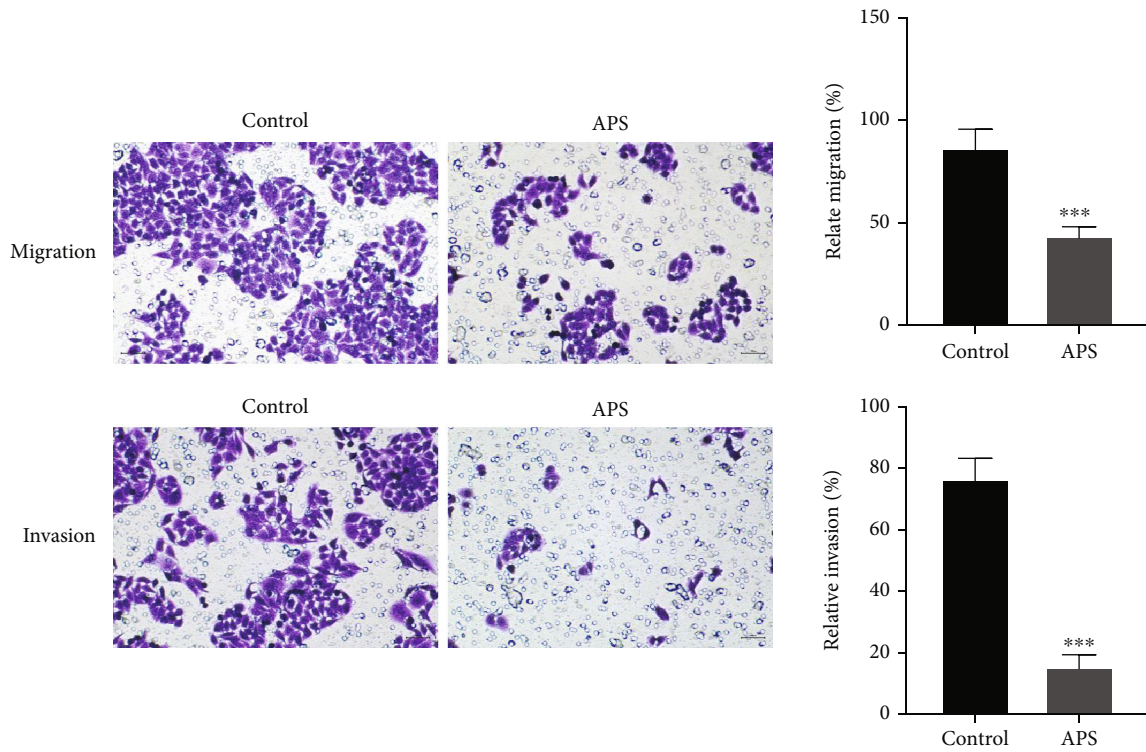 Control
APS
Migration
Control
APS
Invasion
Relate migration (%)
150
100
50
0
***
Control
APS
Relative invasion (%)
100
80
60
40
20
0
***
Control
APS